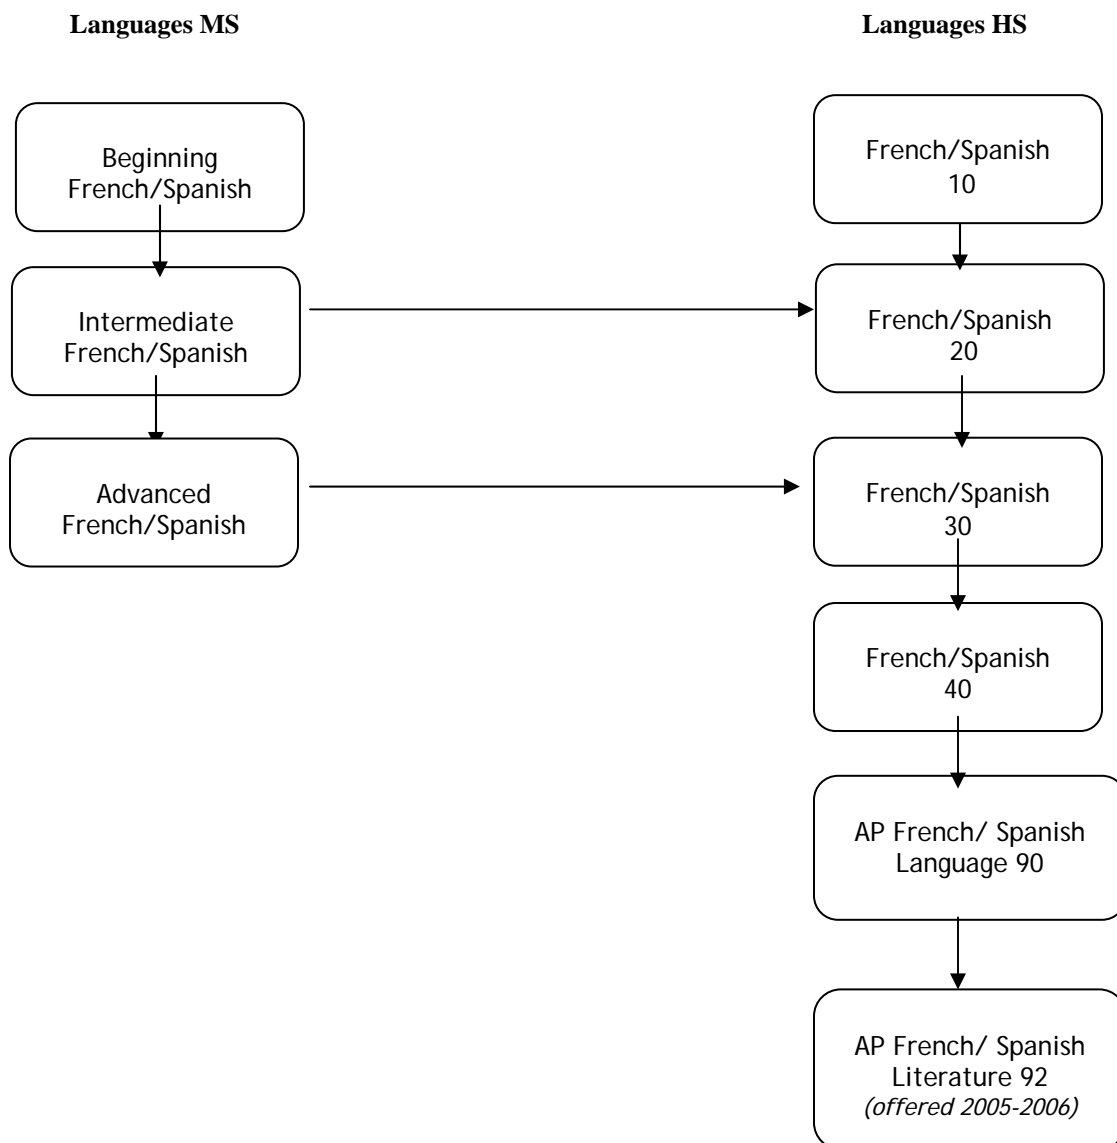 Languages MS
Languages HS
Beginning
French/Spanish
Intermediate
French/Spanish
Advanced
French/Spanish
French/Spanish
10
French/Spanish
20
French/Spanish
30
French/Spanish
40
AP French/ Spanish
Language 90
AP French/ Spanish
Literature 92
(offered 2005-2006)